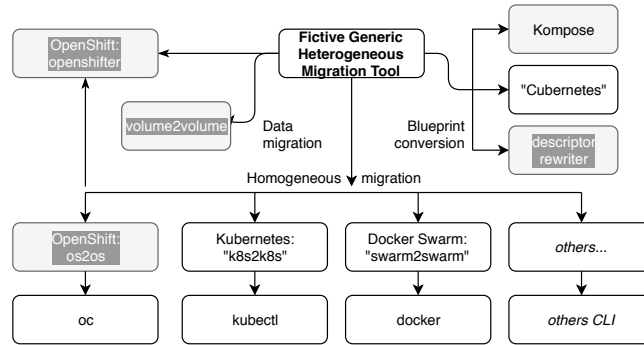 OpenShift:
openshifter
Fictive Generic
Heterogeneous
Migration Tool
Kompose
"Cubernetes"
volume2volume
Data
migration
Blueprint
conversion
descriptor
rewriter
Homogeneous migration
OpenShift:
os2os
Kubernetes:
"k8s2k8s"
Docker Swarm:
"swarm2swarm"
others...
oc
kubectl
docker
others CLI